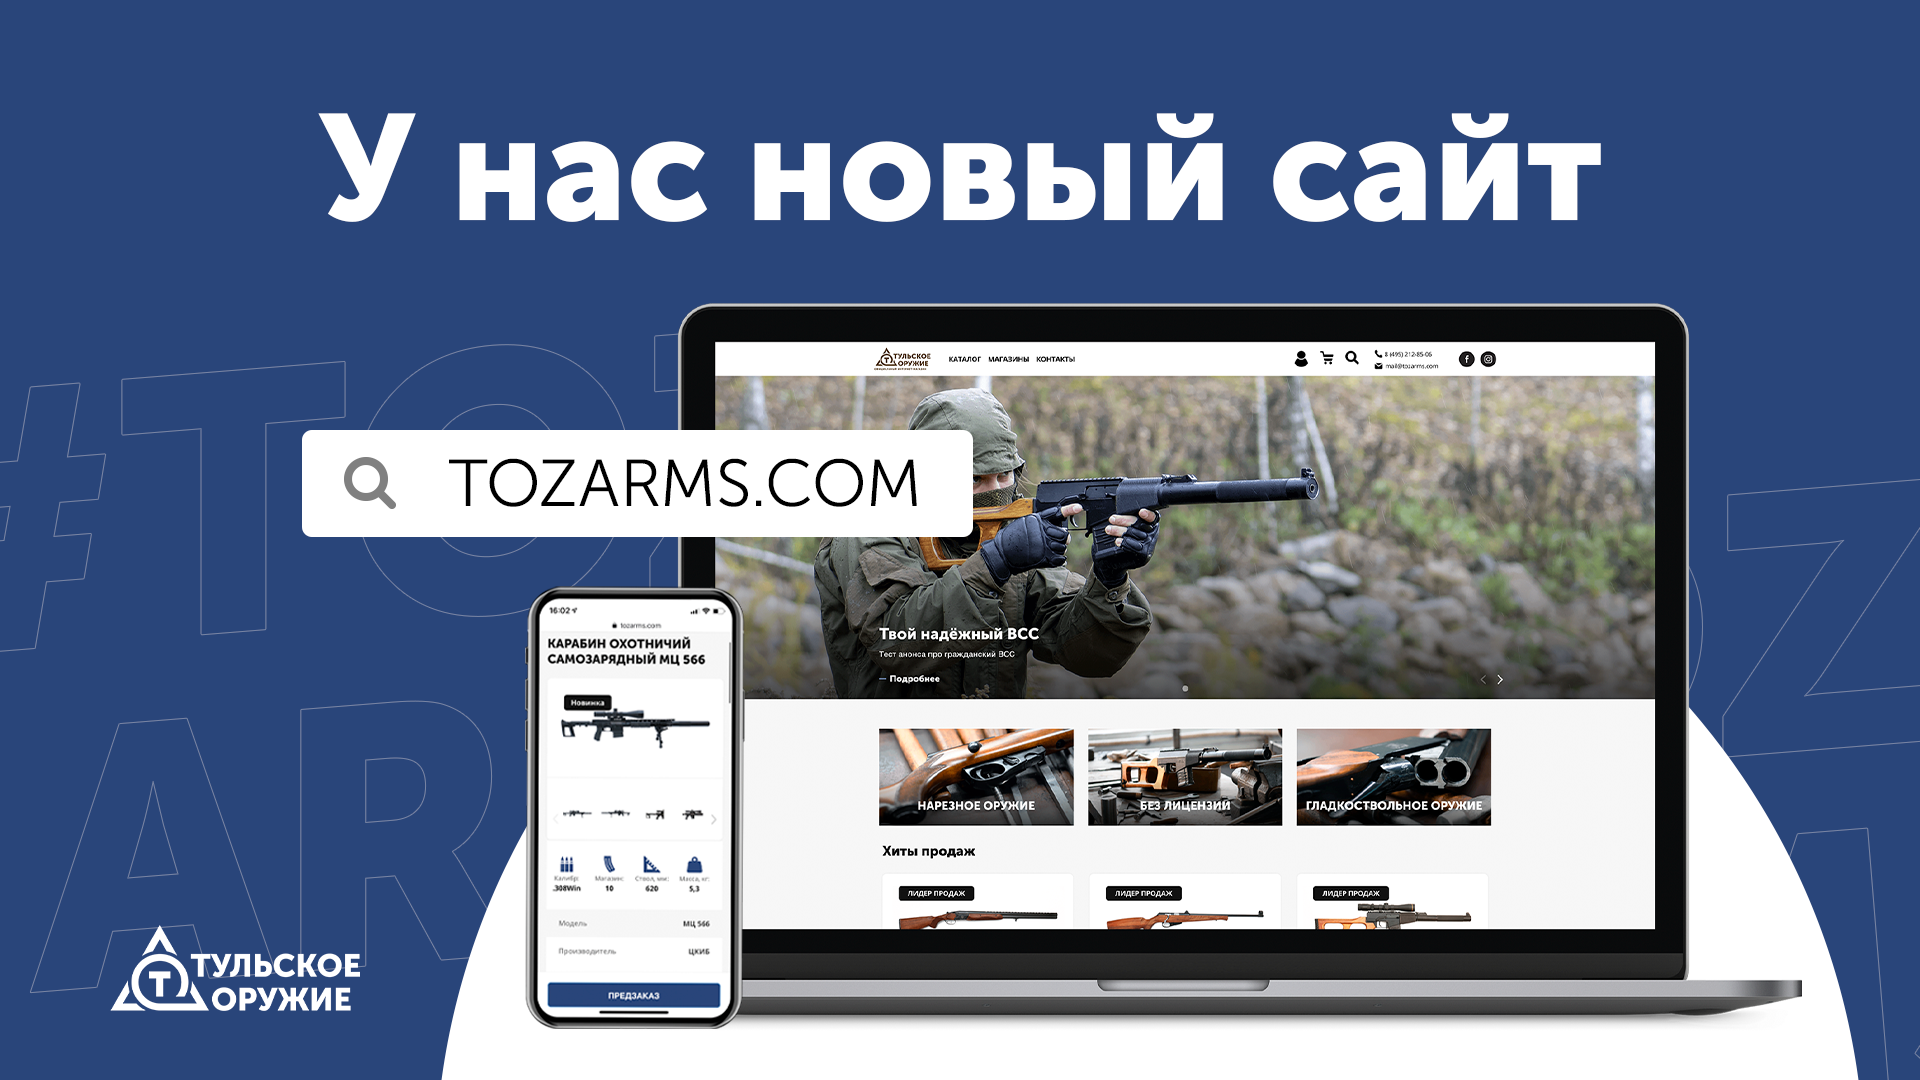 У нас новый сайт
#TOZ
ARMS
TOZARMS.COM
ТУЛЬСКОЕ
ОРУЖИЕ
КАТАЛОГ МАГАЗИНЫ КОНТАКТЫ
8 (495) 212-85-06
mail@tozarms.com
Твой надёжный ВСС
Тест анонса про гражданский ВСС
Подробнее
НАРЕЗНОЕ ОРУЖИЕ
БЕЗ ЛИЦЕНЗИИ
ГЛАДКОСТВОЛЬНОЕ ОРУЖИЕ
Хиты продаж
ЛИДЕР ПРОДАЖ
ЛИДЕР ПРОДАЖ
ЛИДЕР ПРОДАЖ
16:02
tozarms.com
КАРАБИН ОХОТНИЧИЙ
САМОЗАРЯДНЫЙ МЦ 566
Новинка
Калибр: Магазин: Ствол, мм: Масса, кг:
.308Win 10 620 5,3
Модель МЦ 566
Производитель ЦКИБ
ПРЕДЗАКАЗ
Т
ТУЛЬСКОЕ
ОРУЖИЕ